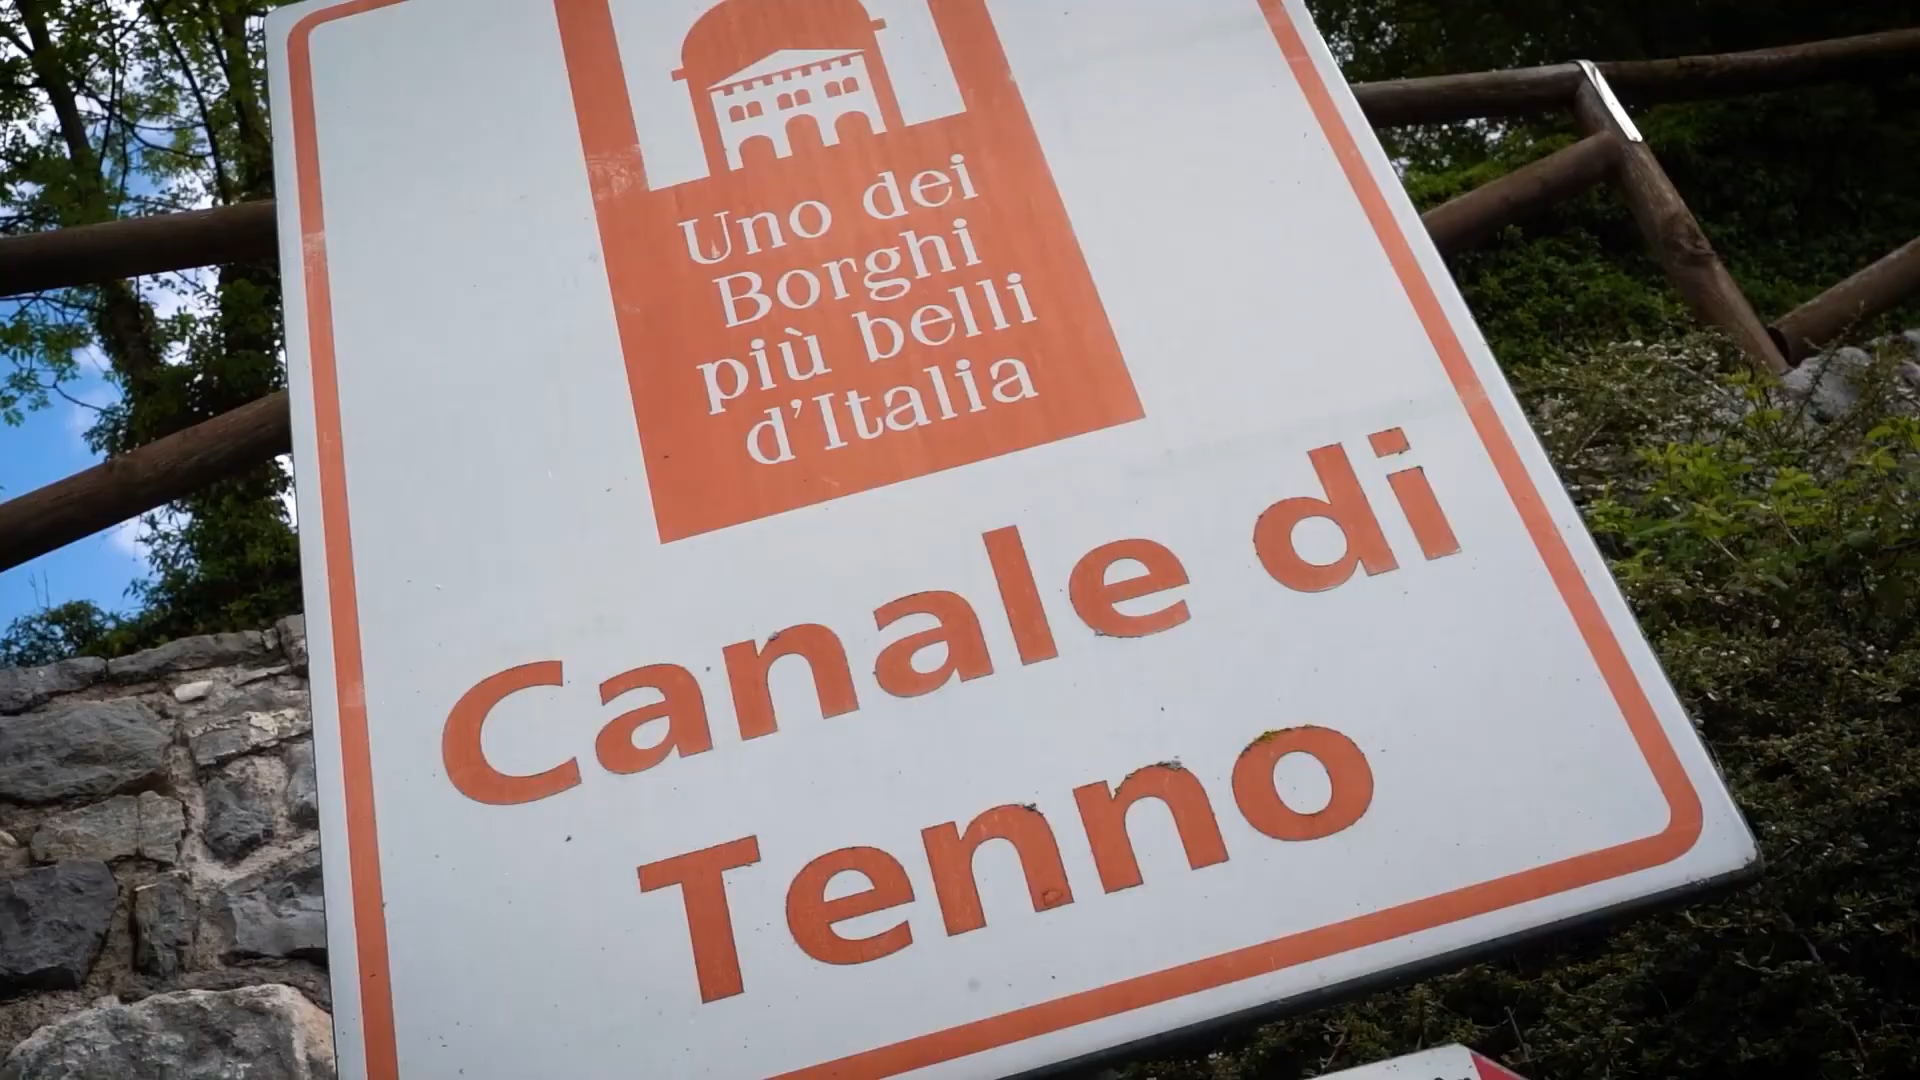 Uno dei
Borghi
più belli
d'Italia
Canale di
Tenno